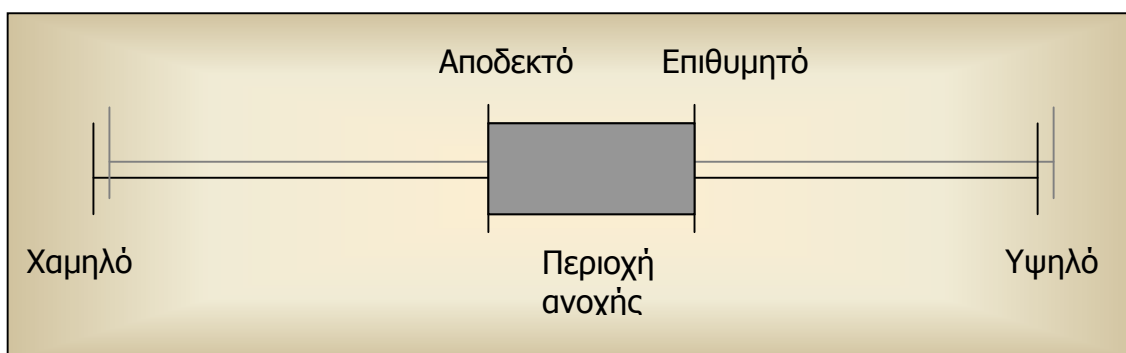 Αποδεκτό Επιθυμητό
Χαμηλό
Περιοχή
ανοχής
Υψηλό